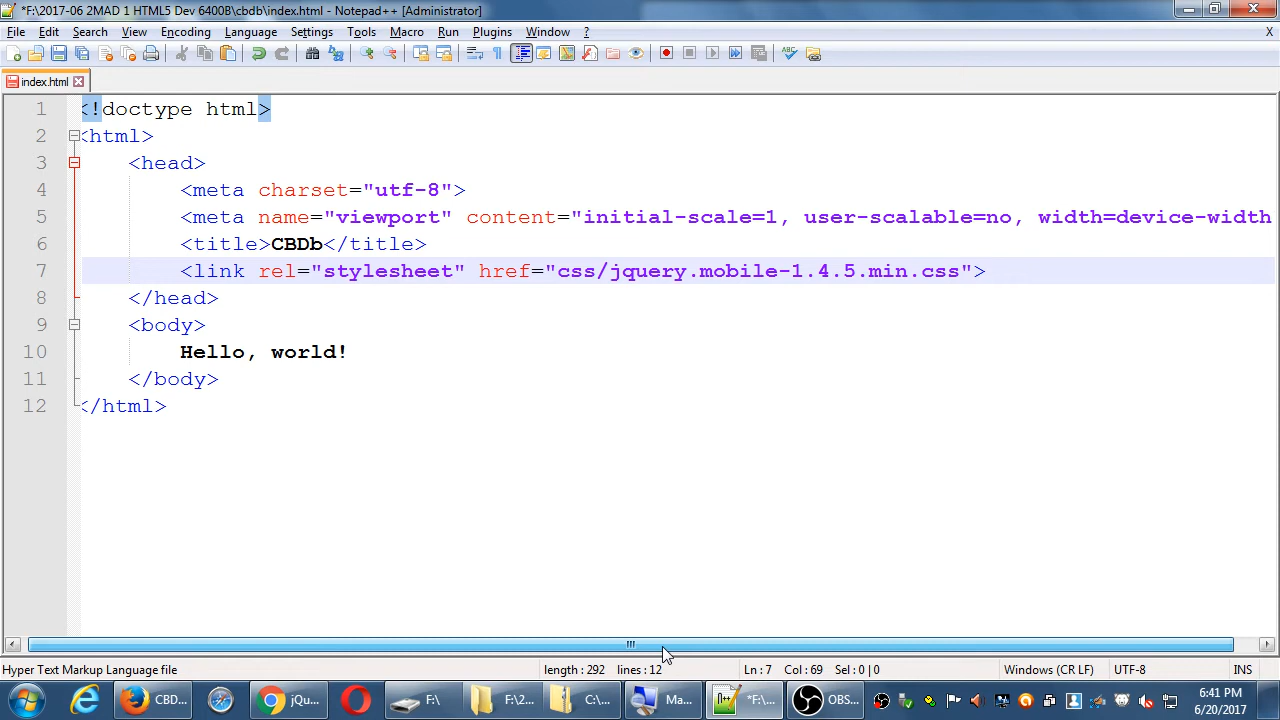 *F:\2017-06 2MAD 1 HTML5 Dev 6400B\cbdb\index.html - Notepad++ [Administrator]
File Edit Search View Encoding Language Settings Tools Macro Run Plugins Window ? X
index.html
1 <!doctype html>
2 <html>
3 <head>
4 <meta charset="utf-8">
5 <meta name="viewport" content="initial-scale=1, user-scalable=no, width=device-width
6 <title>CBDb</title>
7 <link rel="stylesheet" href="css/jquery.mobile-1.4.5.min.css">
8 </head>
9 <body>
10 Hello, world!
11 </body>
12 </html>
Hyper Text Markup Language file length : 292 lines : 12 Ln : 7 Col : 69 Sel : 0 | 0 Windows (CR LF) UTF-8 INS
CBD... jQu... F:\ F:\2... C:\... Ma... *F:\... OBS... 6:41 PM
6/20/2017